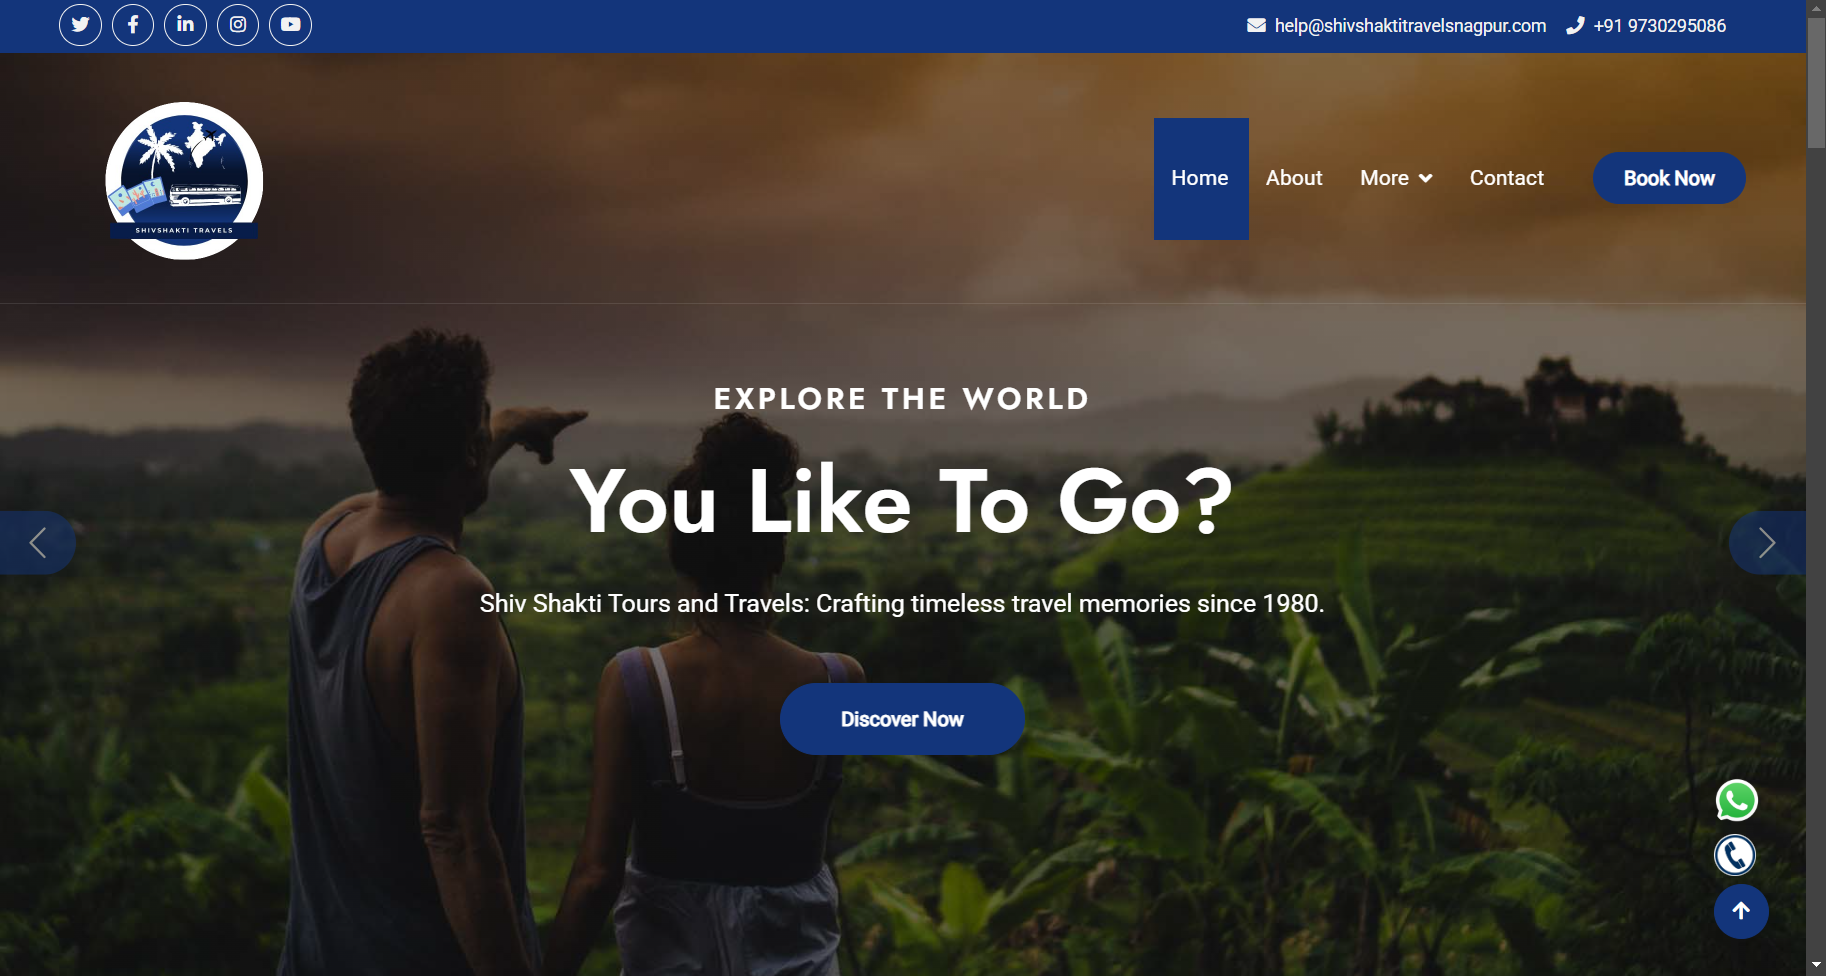 help@shivshaktitravelsnagpur.com +91 9730295086
SHIVSHAKTI TRAVELS
Home About More Contact Book Now
EXPLORE THE WORLD
You Like To Go?
Shiv Shakti Tours and Travels: Crafting timeless travel memories since 1980.
Discover Now